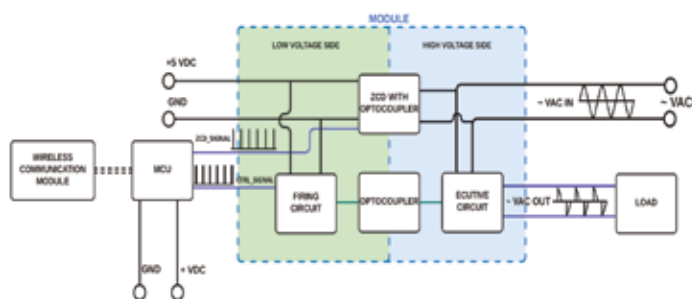 MODULE
LOW VOLTAGE SIDE
HIGH VOLTAGE SIDE
+5 VDC
GND
ZCD WITH
OPTOCOUPLER
~ VAC IN
~ VAC
ZCD_SIGNAL
WIRELESS
COMMUNICATION
MODULE
MCU
CTRL_SIGNAL
FIRING
CIRCUIT
OPTOCOUPLER
ECUTIVE
CIRCUIT
~ VAC OUT
LOAD
GND
+ VDC